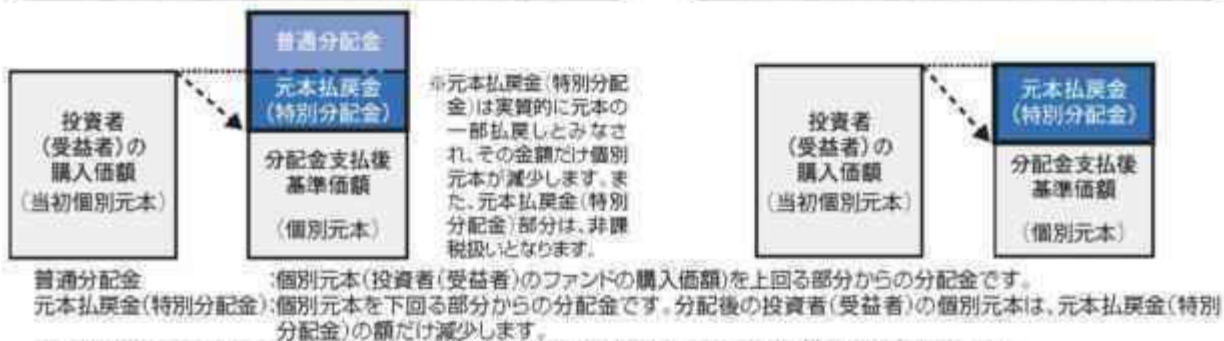 投資者
(受益者)の
購入価額
(当初個別元本)
普通分配金
元本払戻金
(特別分配金)
分配金支払後
基準価額
(個別元本)
※元本払戻金(特別分配
金)は実質的に元本の
一部払戻しとみなさ
れ、その金額だけ個別
元本が減少します。ま
た、元本払戻金(特別
分配金)部分は、非課
税扱いとなります。
投資者
(受益者)の
購入価額
(当初個別元本)
元本払戻金
(特別分配金)
分配金支払後
基準価額
(個別元本)
普通分配金 :個別元本(投資者(受益者)のファンドの購入価額)を上回る部分からの分配金です。
元本払戻金(特別分配金):個別元本を下回る部分からの分配金です。分配後の投資者(受益者)の個別元本は、元本払戻金(特別
分配金)の額だけ減少します。